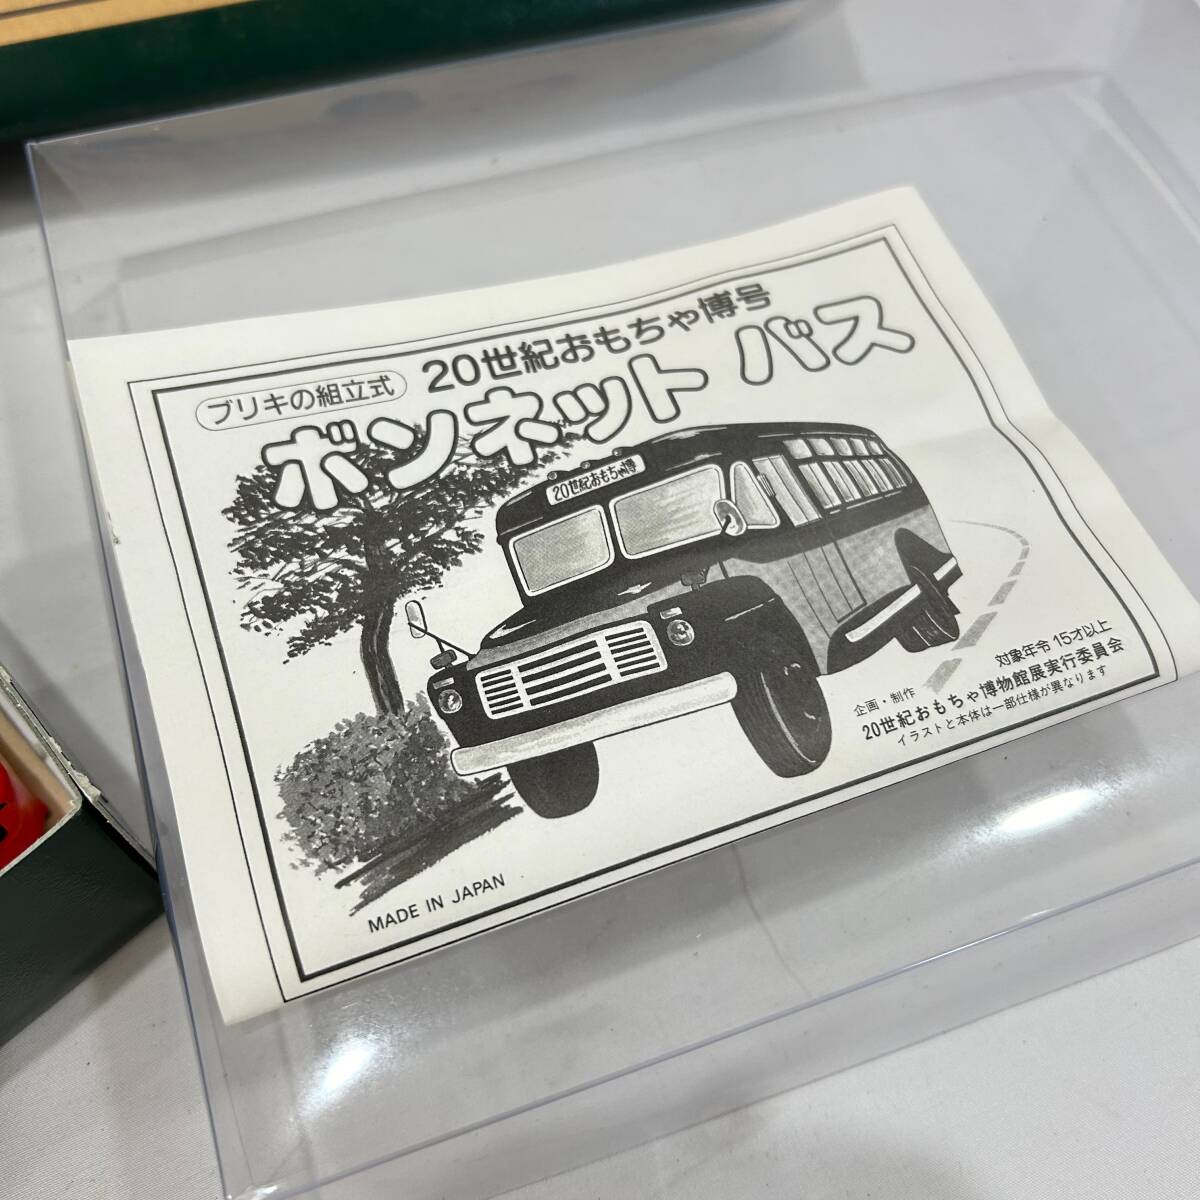 20世紀おもちゃ博号
ブリキの組立式
ボンネット バス
20世紀おもちゃ博
対象年令 15才以上
企画・制作
20世紀おもちゃ博物館展実行委員会
イラストと本体は一部仕様が異なります
MADE IN JAPAN